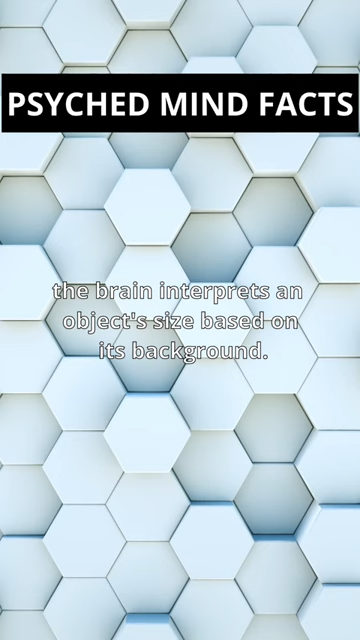 PSYCHED MIND FACTS
the brain interprets an
object's size based on
its background.